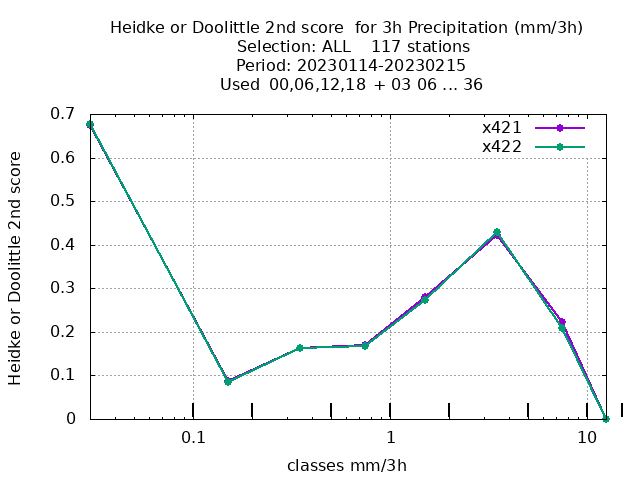 Heidke or Doolittle 2nd score  for 3h Precipitation (mm/3h)
Selection: ALL    117 stations
Period: 20230114-20230215
Used  00,06,12,18  + 03 06 ... 36
x421
x422
0.7
0.6
0.5
0.4
0.3
0.2
0.1
0
Heidke or Doolittle 2nd score
0.1 1 10
classes mm/3h